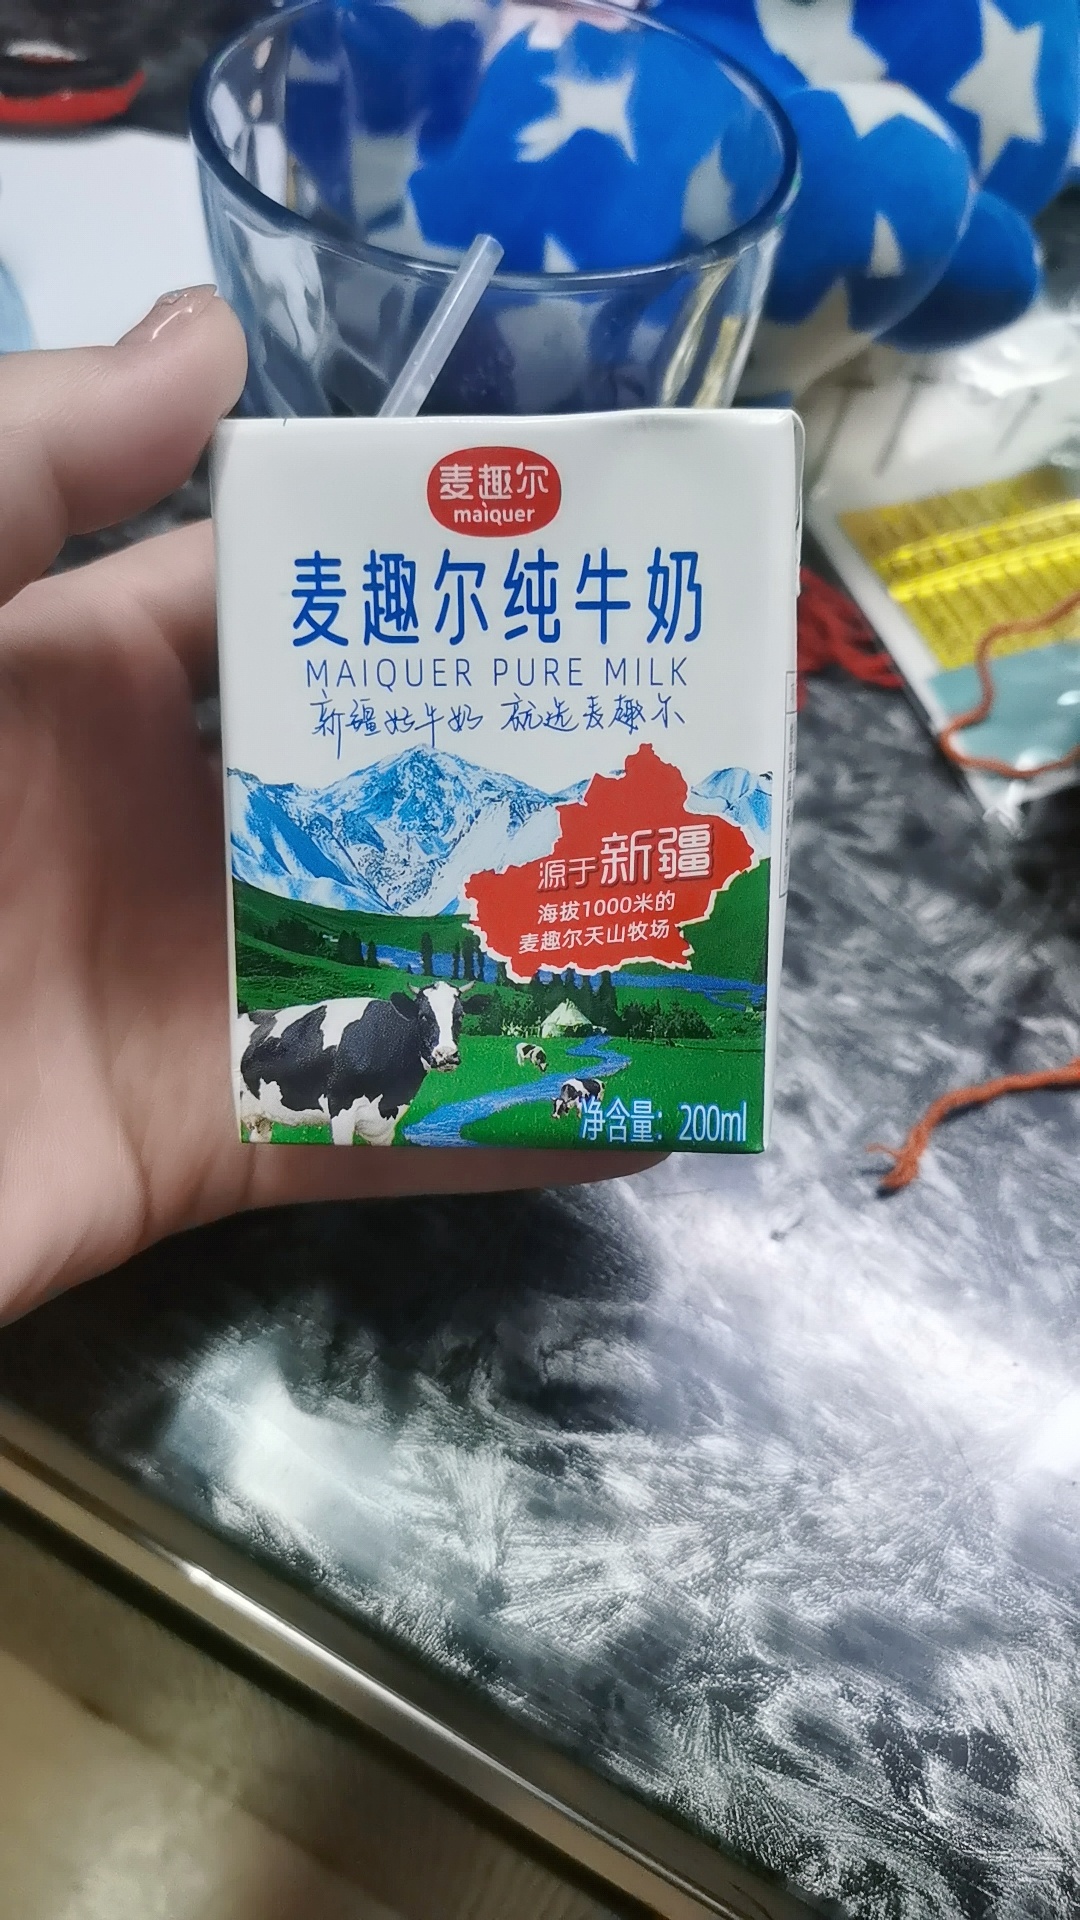 麦趣尔
maiquer
麦趣尔纯牛奶
MAIQUER PURE MILK
新疆好牛奶 就选麦趣尔
源于新疆
海拔1000米的
麦趣尔天山牧场
净含量: 200ml